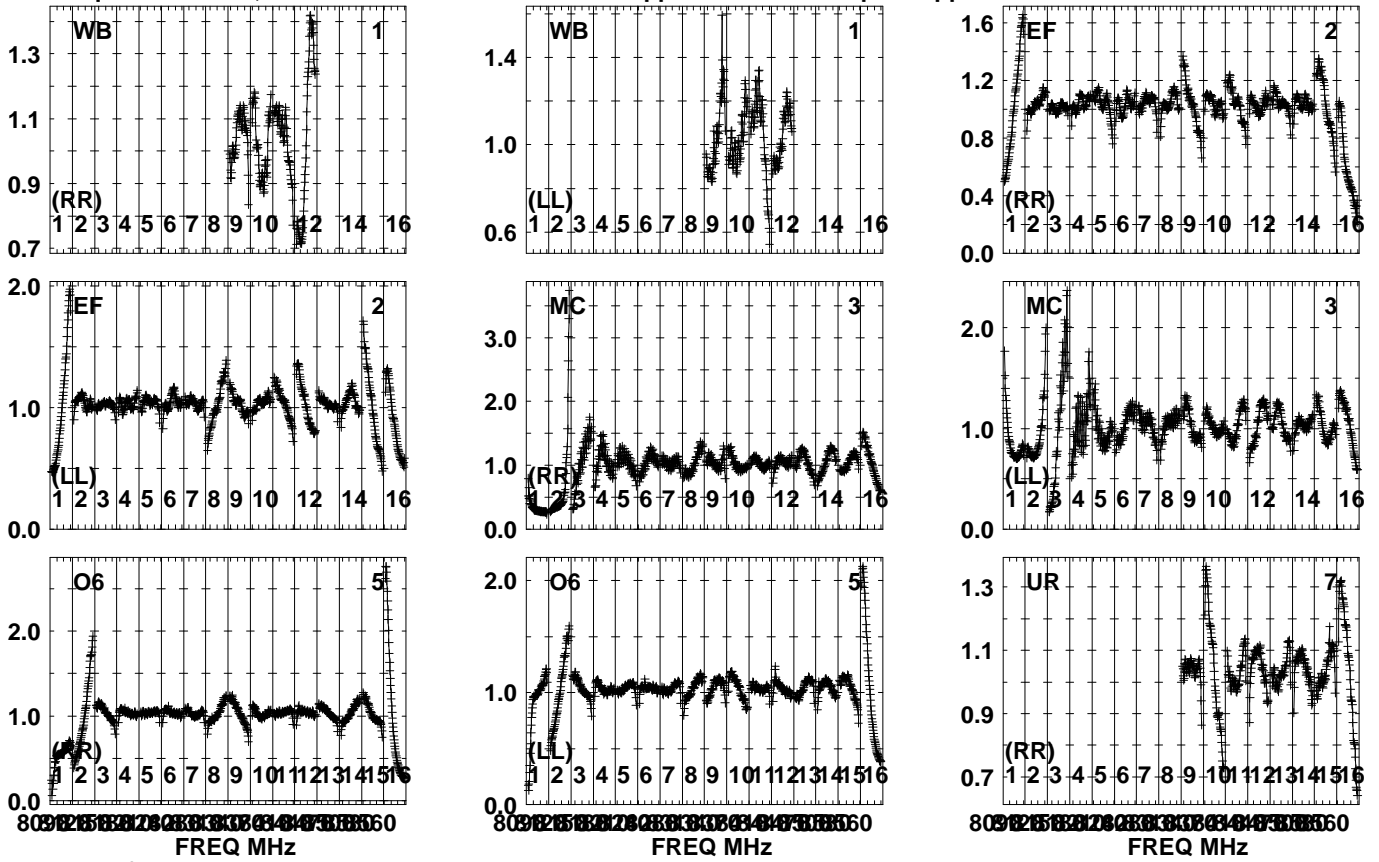 WB 1
1.3
1.1
0.9
0.7
(RR)
1 2 3 4 5 6 7 8 9 10 12 14 16
WB 1
1.4
1.0
0.6
(LL)
1 2 3 4 5 6 7 8 9 10 12 14 16
EF 2
1.6
1.2
0.8
0.4
0.0
(RR)
1 2 3 4 5 6 7 8 9 10 12 14 16
EF 2
2.0
1.0
0.0
(LL)
1 2 3 4 5 6 7 8 9 10 12 14 16
MC 3
3.0
2.0
1.0
0.0
(RR)
1 2 3 4 5 6 7 8 9 10 12 14 16
MC 3
2.0
1.0
0.0
(LL)
1 2 3 4 5 6 7 8 9 10 12 14 16
O6 5
2.0
1.0
0.0
(RR)
1 2 3 4 5 6 7 8 9 10 11 12 13 14 15 16
FREQ MHz
O6 5
2.0
1.0
0.0
(LL)
1 2 3 4 5 6 7 8 9 10 11 12 13 14 15 16
FREQ MHz
UR 7
1.3
1.1
0.9
0.7
(RR)
1 2 3 4 5 6 7 8 9 10 11 12 13 14 15 16
FREQ MHz